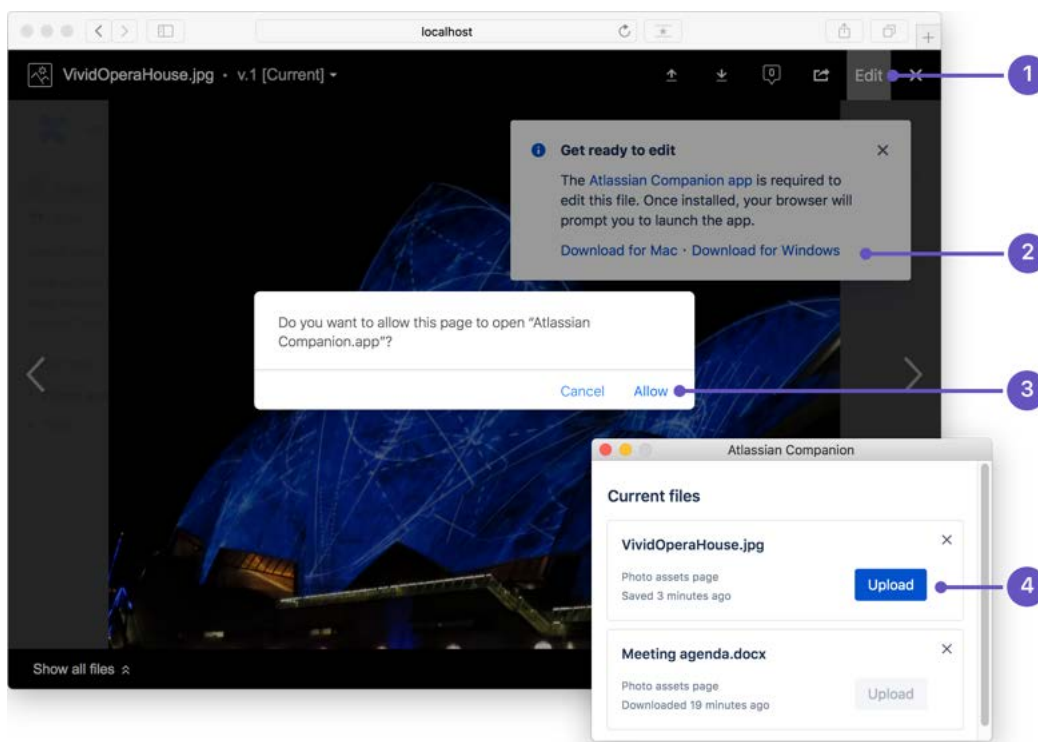 localhost
VividOperaHouse.jpg • v.1 [Current]
0
Edit
1
Get ready to edit
The Atlassian Companion app is required to
edit this file. Once installed, your browser will
prompt you to launch the app.
Download for Mac · Download for Windows
2
Do you want to allow this page to open “Atlassian
Companion.app”?
Cancel Allow
3
Atlassian Companion
Current files
VividOperaHouse.jpg
Photo assets page
Saved 3 minutes ago
Upload
4
Meeting agenda.docx
Photo assets page
Downloaded 19 minutes ago
Upload
Show all files